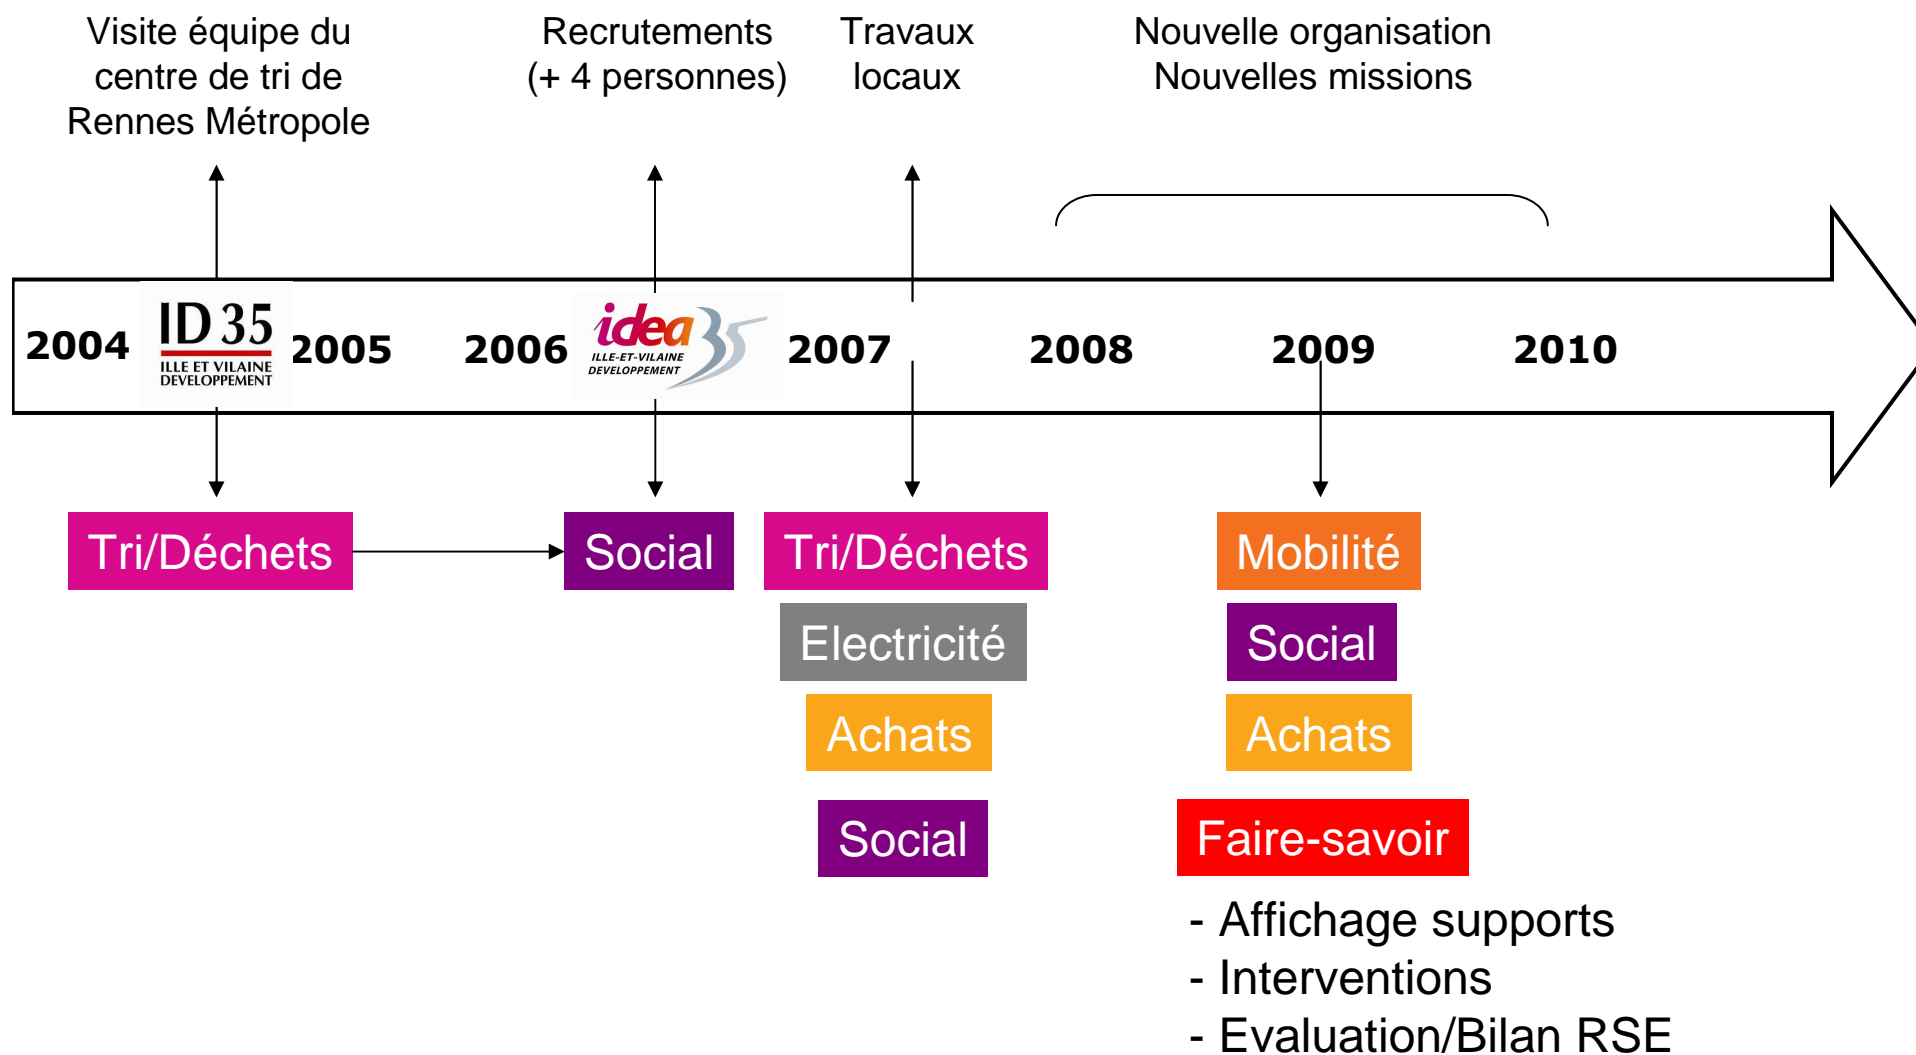 Visite équipe du
centre de tri de
Rennes Métropole
Recrutements
(+ 4 personnes)
Travaux
locaux
Nouvelle organisation
Nouvelles missions
2004
ID 35
ILLE ET VILAINE
DEVELOPPEMENT
2005
2006
idea 35
ILLE-ET-VILAINE
DEVELOPPEMENT
2007
2008
2009
2010
Tri/Déchets
Social
Tri/Déchets
Electricité
Achats
Social
Mobilité
Social
Achats
Faire-savoir
- Affichage supports
- Interventions
- Evaluation/Bilan RSE